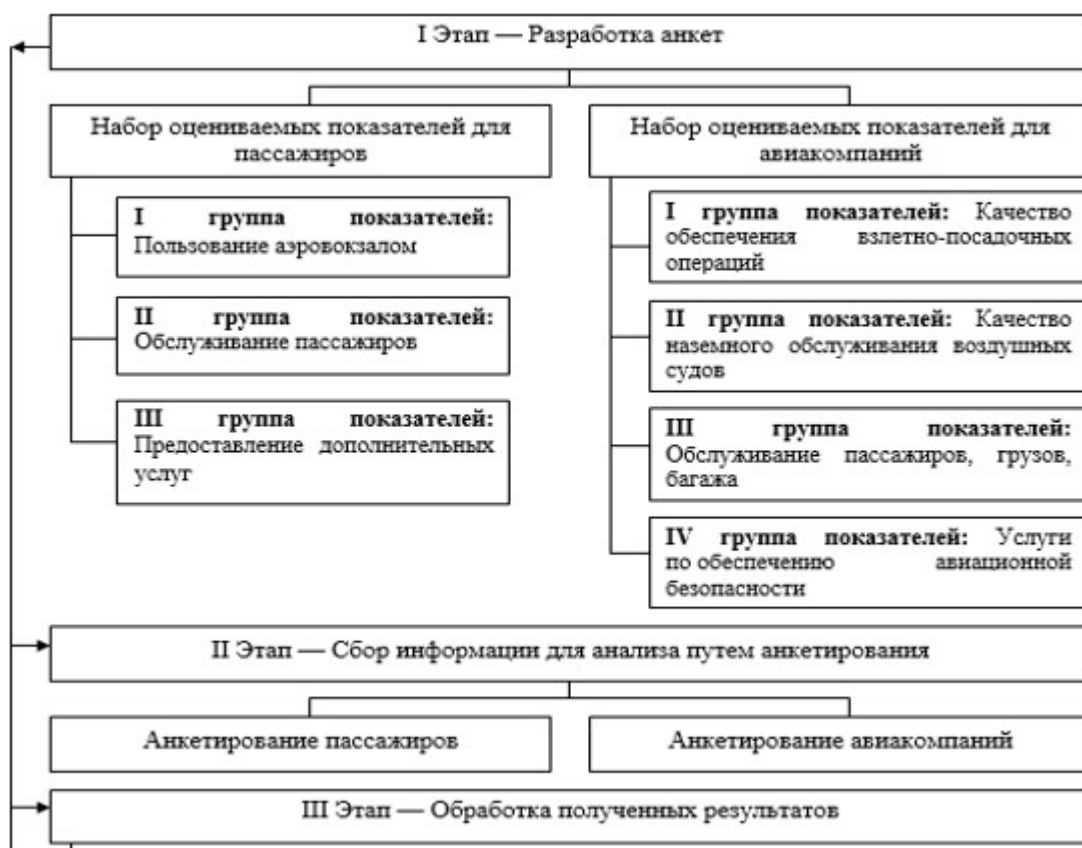 I Этап — Разработка анкет
Набор оцениваемых показателей для
пассажиров
I группа показателей:
Пользование аэровокзалом
II группа показателей:
Обслуживание пассажиров
III группа показателей:
Предоставление дополнительных
услуг
Набор оцениваемых показателей для
авиакомпаний
I группа показателей: Качество
обеспечения взлетно-посадочных
операций
II группа показателей: Качество
наземного обслуживания воздушных
судов
III группа показателей:
Обслуживание пассажиров, грузов,
багажа
IV группа показателей: Услуги
по обеспечению авиационной
безопасности
II Этап — Сбор информации для анализа путем анкетирования
Анкетирование пассажиров
Анкетирование авиакомпаний
III Этап — Обработка полученных результатов